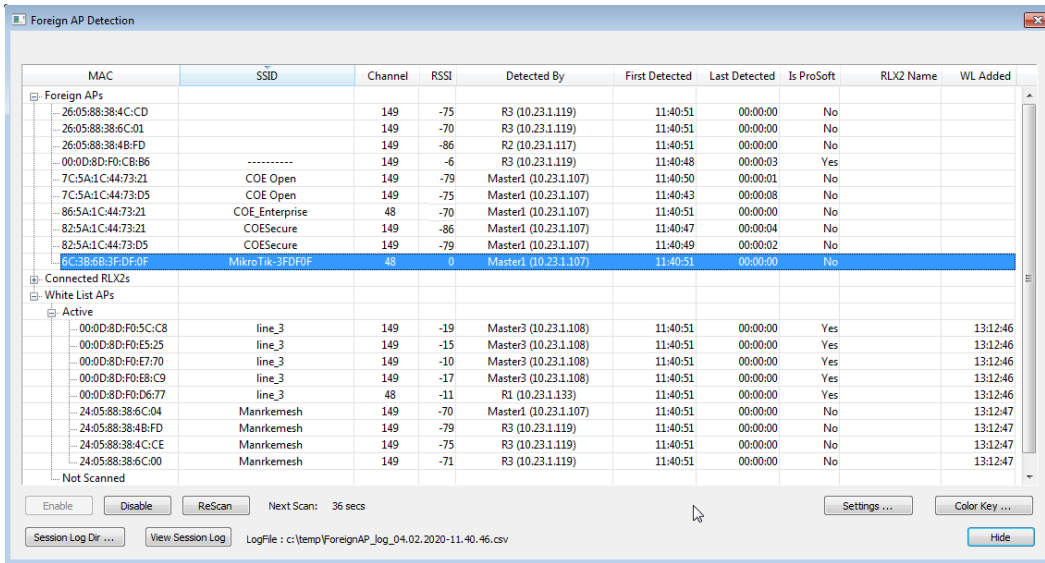 Foreign AP Detection
MAC SSID Channel RSSI Detected By First Detected Last Detected Is ProSoft RLX2 Name WL Added
Foreign APs
26:05:88:38:4C:CD 149 -75 R3 (10.23.1.119) 11:40:51 00:00:00 No
26:05:88:38:6C:01 149 -70 R3 (10.23.1.119) 11:40:51 00:00:00 No
26:05:88:38:4B:FD 149 -86 R2 (10.23.1.117) 11:40:51 00:00:00 No
00:0D:8D:F0:CB:B6 ---------- 149 -6 R3 (10.23.1.119) 11:40:48 00:00:03 Yes
7C:5A:1C:44:73:21 COE Open 149 -79 Master1 (10.23.1.107) 11:40:50 00:00:01 No
7C:5A:1C:44:73:D5 COE Open 149 -75 Master1 (10.23.1.107) 11:40:43 00:00:08 No
86:5A:1C:44:73:21 COE_Enterprise 48 -70 Master1 (10.23.1.107) 11:40:51 00:00:00 No
82:5A:1C:44:73:21 COESecure 149 -86 Master1 (10.23.1.107) 11:40:47 00:00:04 No
82:5A:1C:44:73:D5 COESecure 149 -79 Master1 (10.23.1.107) 11:40:49 00:00:02 No
6C:3B:6B:3F:DF:0F MikroTik-3FDF0F 48 0 Master1 (10.23.1.107) 11:40:51 00:00:00 No
Connected RLX2s
White List APs
Active
00:0D:8D:F0:5C:C8 line_3 149 -19 Master3 (10.23.1.108) 11:40:51 00:00:00 Yes 13:12:46
00:0D:8D:F0:E5:25 line_3 149 -15 Master3 (10.23.1.108) 11:40:51 00:00:00 Yes 13:12:46
00:0D:8D:F0:E7:70 line_3 149 -10 Master3 (10.23.1.108) 11:40:51 00:00:00 Yes 13:12:46
00:0D:8D:F0:E8:C9 line_3 149 -17 Master3 (10.23.1.108) 11:40:51 00:00:00 Yes 13:12:46
00:0D:8D:F0:D6:77 line_3 48 -11 R1 (10.23.1.133) 11:40:51 00:00:00 Yes 13:12:46
24:05:88:38:6C:04 Manrkemesh 149 -70 Master1 (10.23.1.107) 11:40:51 00:00:00 No 13:12:47
24:05:88:38:4B:FD Manrkemesh 149 -79 R3 (10.23.1.119) 11:40:51 00:00:00 No 13:12:47
24:05:88:38:4C:CE Manrkemesh 149 -75 R3 (10.23.1.119) 11:40:51 00:00:00 No 13:12:47
24:05:88:38:6C:00 Manrkemesh 149 -71 R3 (10.23.1.119) 11:40:51 00:00:00 No 13:12:47
Not Scanned
Enable Disable ReScan Next Scan: 36 secs Settings ... Color Key ...
Session Log Dir ... View Session Log LogFile : c:\temp\ForeignAP_log_04.02.2020-11.40.46.csv Hide